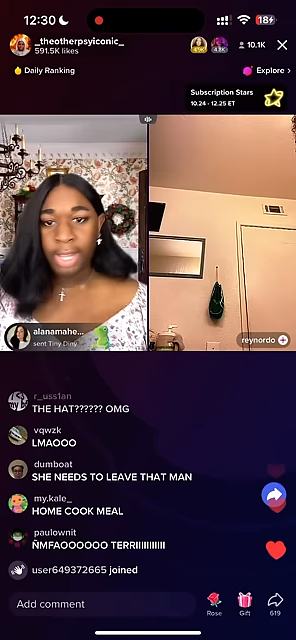 12:30
18
_theotherpsyiconic_
591.5K likes
10.1K
Daily Ranking
Explore >
Subscription Stars
10.24 - 12.25 ET
alanamahe...
sent Tiny Diny
reynordo
r_uss1an
THE HAT?????? OMG
vqwzk
LMAOOO
dumboat
SHE NEEDS TO LEAVE THAT MAN
my.kale_
HOME COOK MEAL
paulownit
ÑMFAOOOOOO TERRIIIIIIIIIII
user649372665 joined
Add comment
Rose
Gift
619